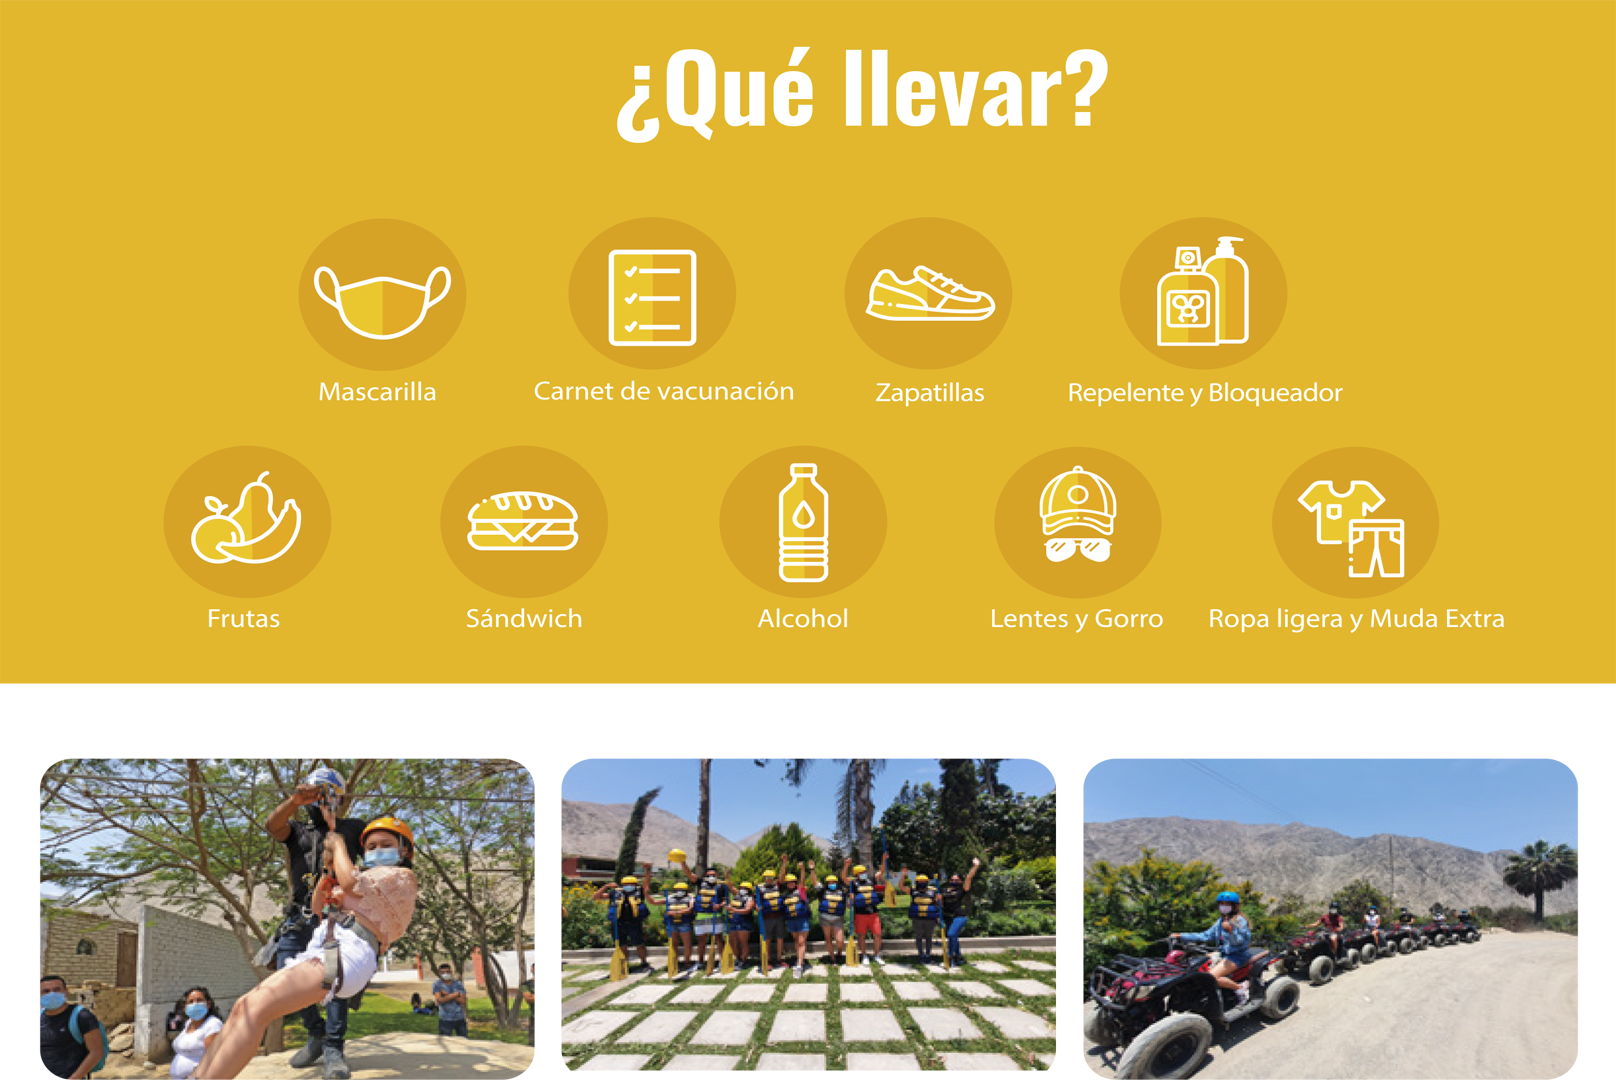 ¿Qué llevar?
Mascarilla
Carnet de vacunación
Zapatillas
Repelente y Bloqueador
Frutas
Sándwich
Alcohol
Lentes y Gorro
Ropa ligera y Muda Extra